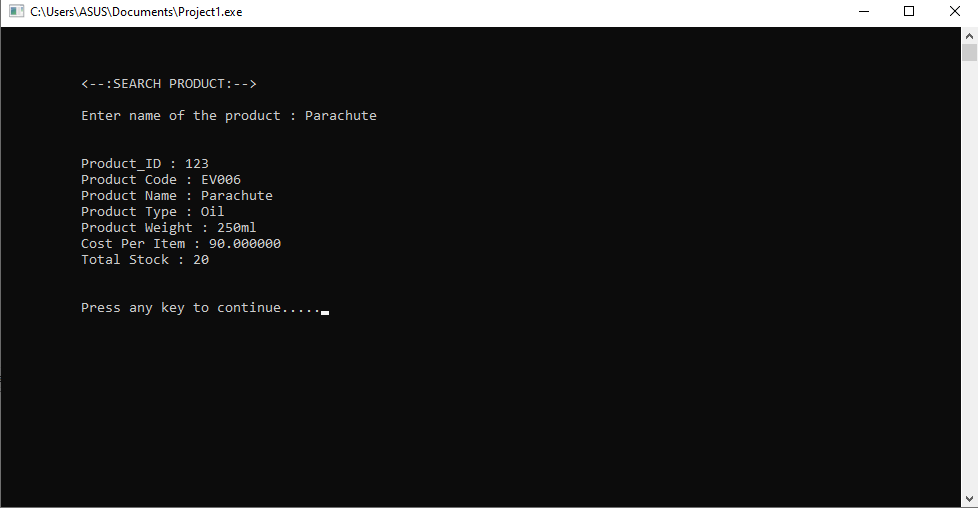 C:\Users\ASUS\Documents\Project1.exe
<--:SEARCH PRODUCT:-->
Enter name of the product : Parachute
Product_ID : 123
Product Code : EV006
Product Name : Parachute
Product Type : Oil
Product Weight : 250ml
Cost Per Item : 90.000000
Total Stock : 20
Press any key to continue.....